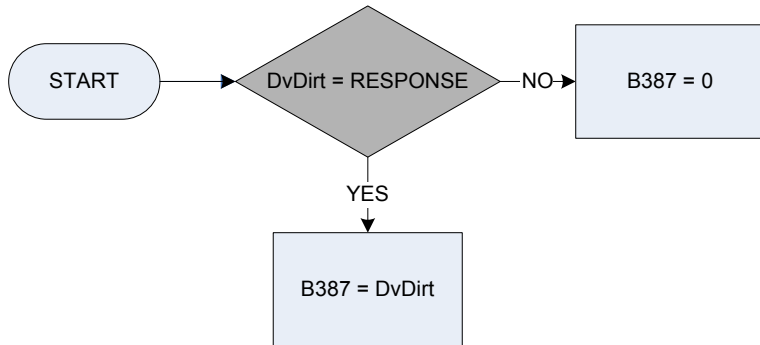 START
DvDirt = RESPONSE
NO
B387 = 0
YES
B387 = DvDirt